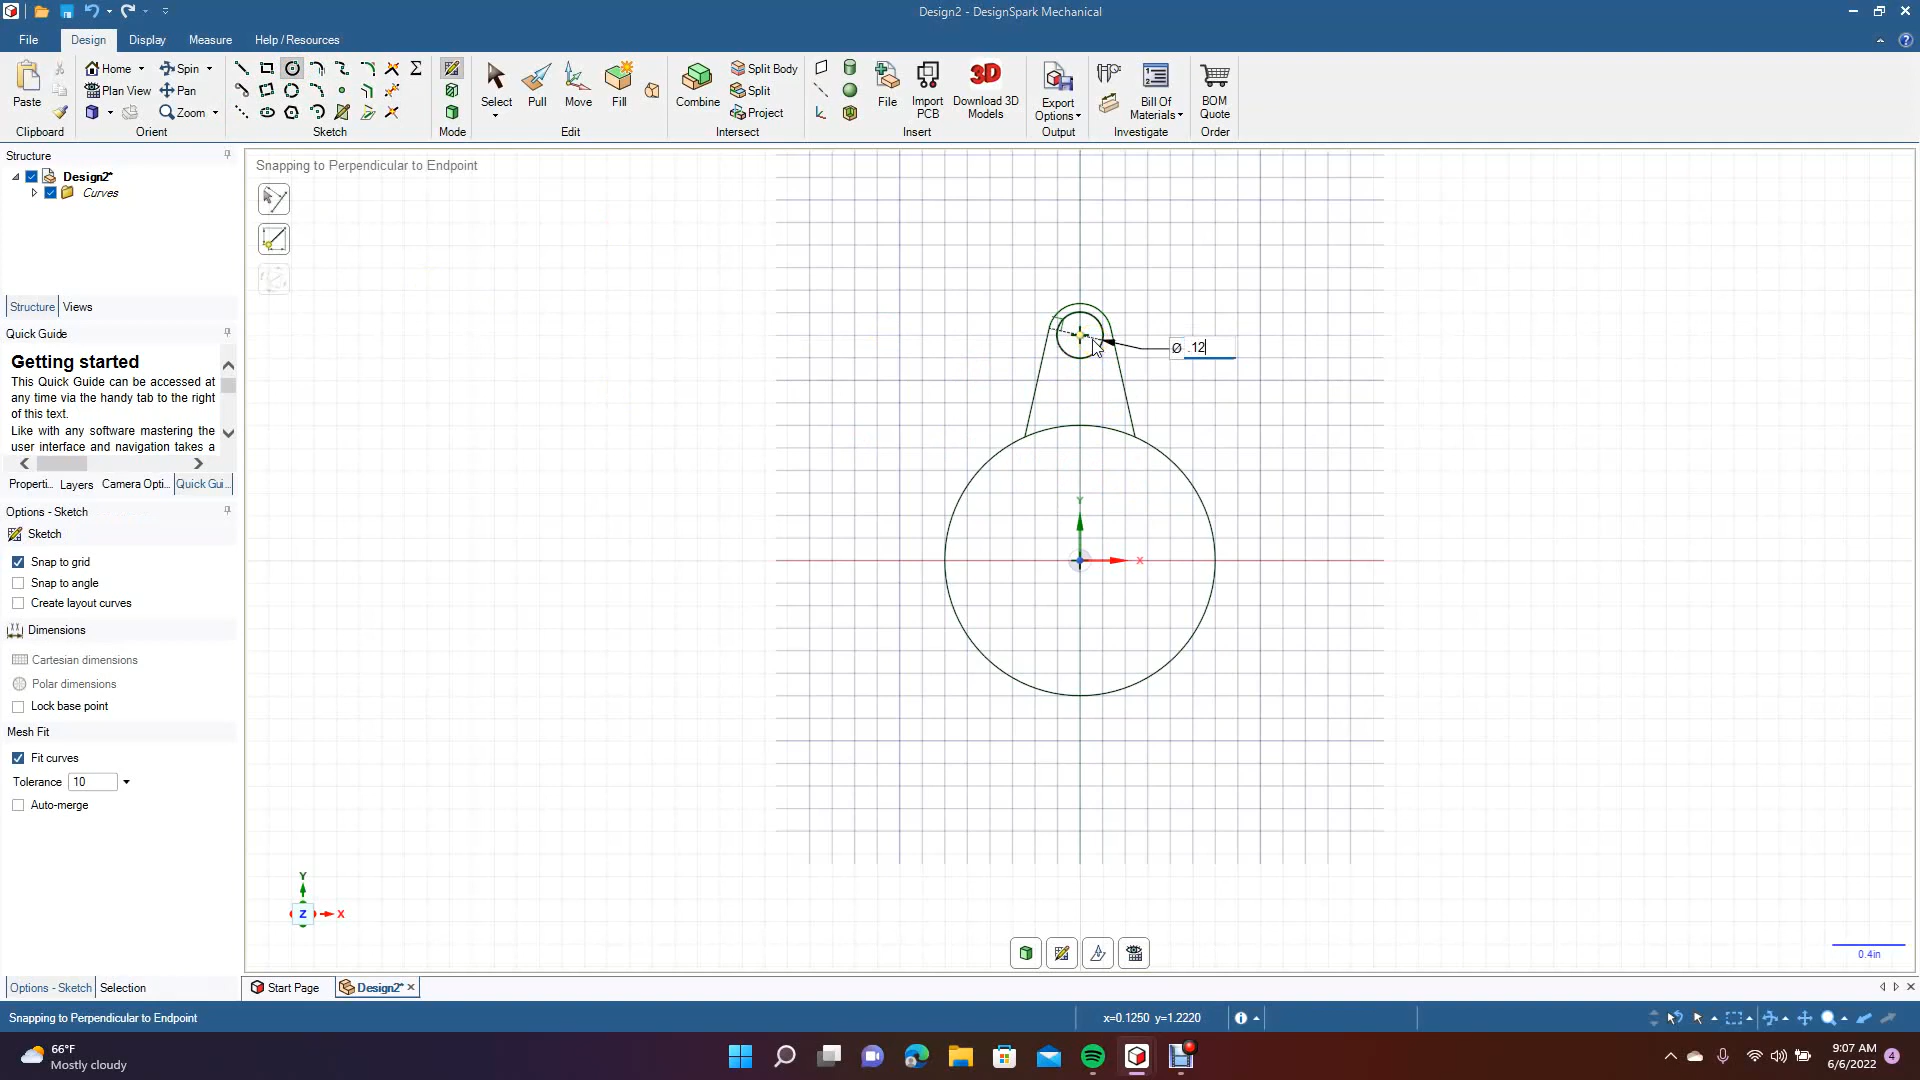 Design2 - DesignSpark Mechanical
File Design Display Measure Help / Resources
Paste
Clipboard
Home Spin
Plan View Pan
Zoom
Orient
Sketch
Mode
Select Pull Move Fill
Edit
Combine
Split Body
Split
Project
Intersect
File
Import PCB
3D
Download 3D Models
Insert
Export Options
Output
Bill Of Materials
Investigate
BOM Quote
Order
Structure
Design2*
Curves
Structure Views
Quick Guide
Getting started
This Quick Guide can be accessed at
any time via the handy tab to the right
of this text.
Like with any software mastering the
user interface and navigation takes a
Properti... Layers Camera Opti... Quick Gui...
Options - Sketch
Sketch
Snap to grid
Snap to angle
Create layout curves
Dimensions
Cartesian dimensions
Polar dimensions
Lock base point
Mesh Fit
Fit curves
Tolerance 10
Auto-merge
Options - Sketch Selection
Snapping to Perpendicular to Endpoint
Ø .12
Y
X
Y
Z X
0.4in
Start Page Design2*
Snapping to Perpendicular to Endpoint
x=0.1250 y=1.2220
66°F
Mostly cloudy
9:07 AM
6/6/2022
4